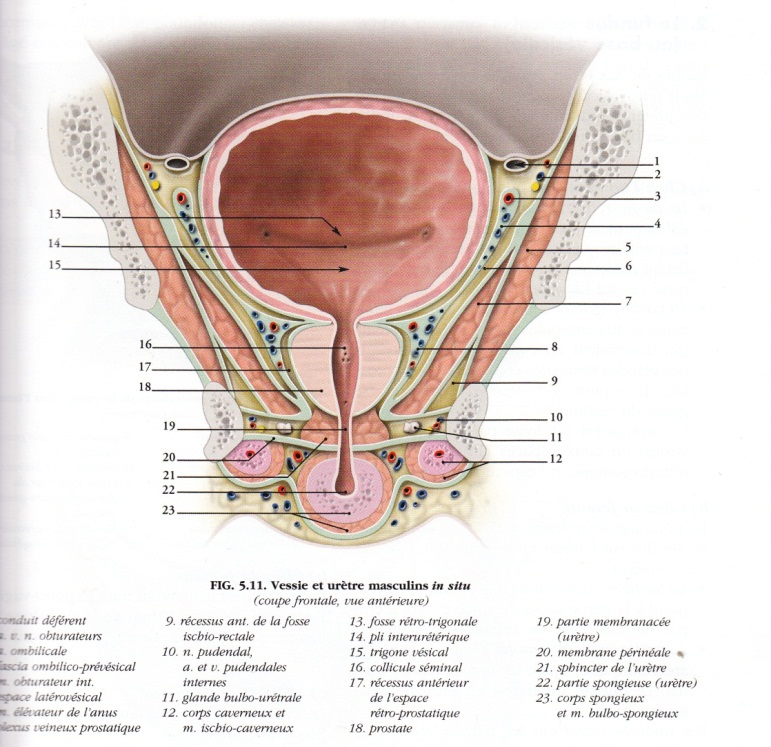 1
2
3
4
5
6
7
8
9
10
11
12
13
14
15
16
17
18
19
20
21
22
23
FIG. 5.11. Vessie et urètre masculins in situ
(coupe frontale, vue antérieure)
conduit déférent
a. v. n. obturateurs
a. ombilicale
fascia ombilico-prévésical
m. obturateur int.
espace latérovésical
m. élévateur de l'anus
plexus veineux prostatique
9. récessus ant. de la fosse
ischio-rectale
10. n. pudendal,
a. et v. pudendales
internes
11. glande bulbo-urétrale
12. corps caverneux et
m. ischio-caverneux
13. fosse rétro-trigonale
14. pli interurétérique
15. trigone vésical
16. collicule séminal
17. récessus antérieur
de l'espace
rétro-prostatique
18. prostate
19. partie membranacée
(urètre)
20. membrane périnéale
21. sphincter de l'urètre
22. partie spongieuse (urètre)
23. corps spongieux
et m. bulbo-spongieux